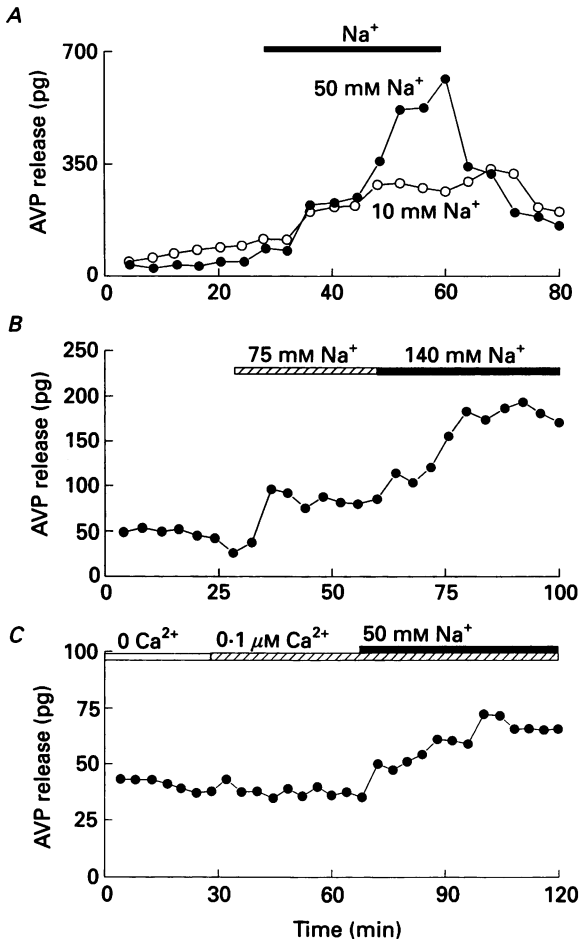 A
700
350
0
AVP release (pg)
Na⁺
50 mM Na⁺
10 mM Na⁺
0 20 40 60 80
B
250
200
150
100
50
0
AVP release (pg)
75 mM Na⁺ 140 mM Na⁺
0 25 50 75 100
C
0 Ca²⁺ 0·1 μM Ca²⁺ 50 mM Na⁺
100
75
50
25
0
AVP release (pg)
0 30 60 90 120
Time (min)